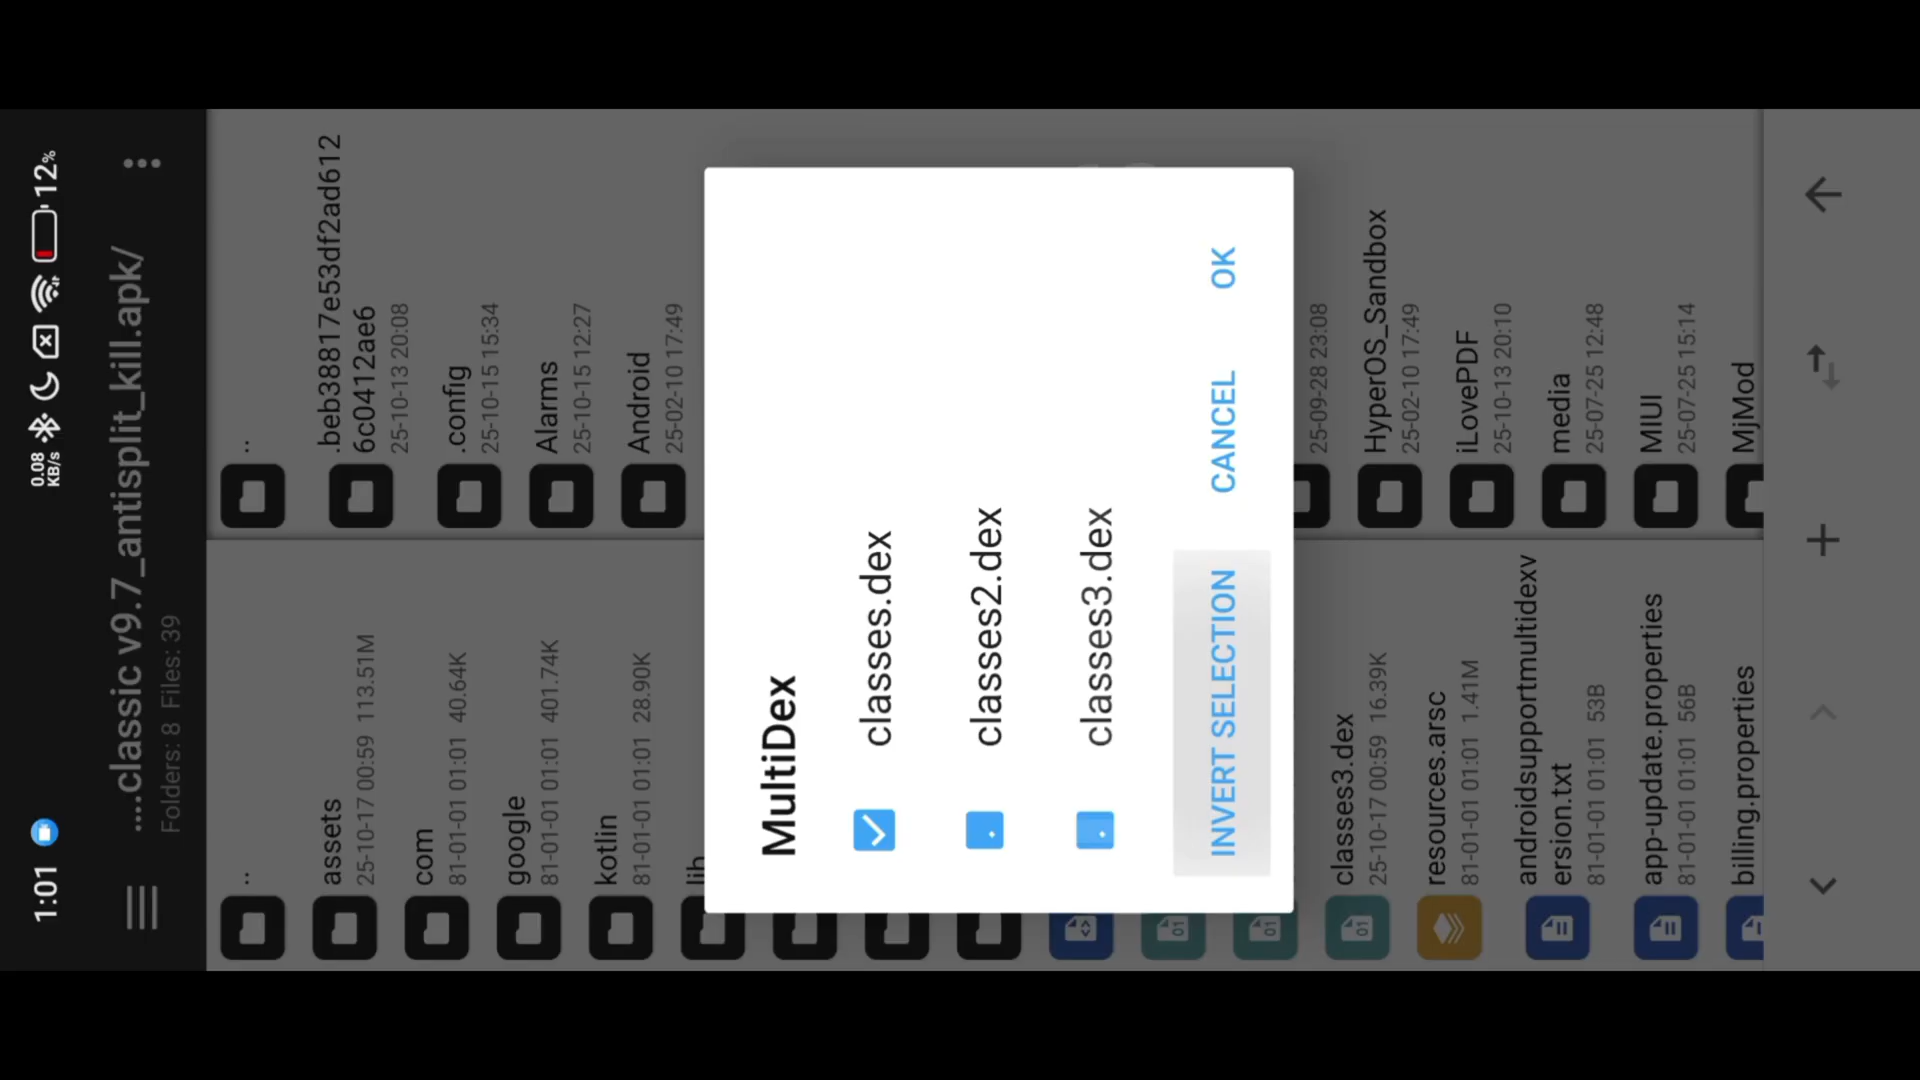 1:01
0.08
KB/s
12%
....classic v9.7_antisplit_kill.apk/
Folders: 8 Files: 39
..
assets
25-10-17 00:59 113.51M
com
81-01-01 01:01 40.64K
google
81-01-01 01:01 401.74K
kotlin
81-01-01 01:01 28.90K
lib
classes3.dex
25-10-17 00:59 16.39K
resources.arsc
81-01-01 01:01 1.41M
androidsupportmultidexv
ersion.txt
81-01-01 01:01 53B
app-update.properties
81-01-01 01:01 56B
billing.properties
..
.beb38817e53df2ad612
6c0412ae6
25-10-13 20:08
.config
25-10-15 15:34
Alarms
25-10-15 12:27
Android
25-02-10 17:49
25-09-28 23:08
HyperOS_Sandbox
25-02-10 17:49
iLovePDF
25-10-13 20:10
media
25-07-25 12:48
MIUI
25-07-25 15:14
MjMod
MultiDex
classes.dex
classes2.dex
classes3.dex
INVERT SELECTION
CANCEL
OK